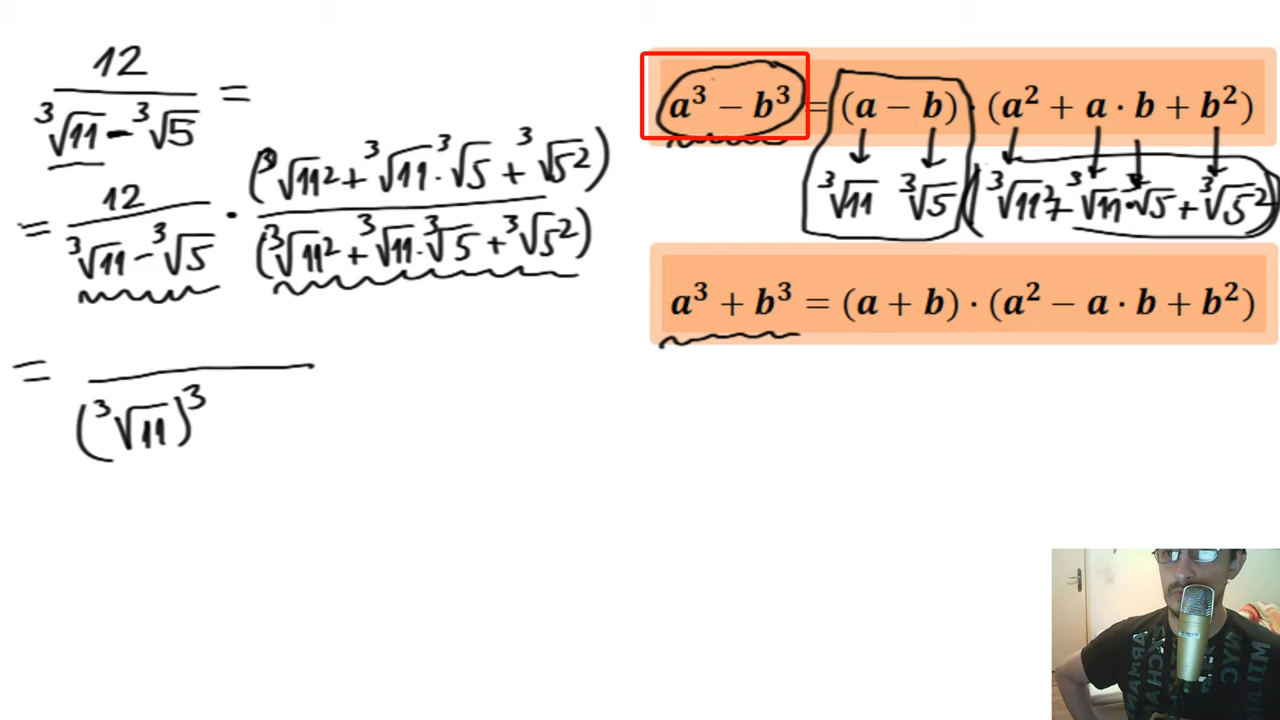 12 / (∛11 − ∛5) =
= 12 / (∛11 − ∛5) · (∛11² + ∛11 · ∛5 + ∛5²) / (∛11² + ∛11 · ∛5 + ∛5²)
= / (∛11)³
a³ − b³ = (a − b) · (a² + a · b + b²)
∛11 ∛5 (∛11² + ∛11 · ∛5 + ∛5²)
a³ + b³ = (a + b) · (a² − a · b + b²)